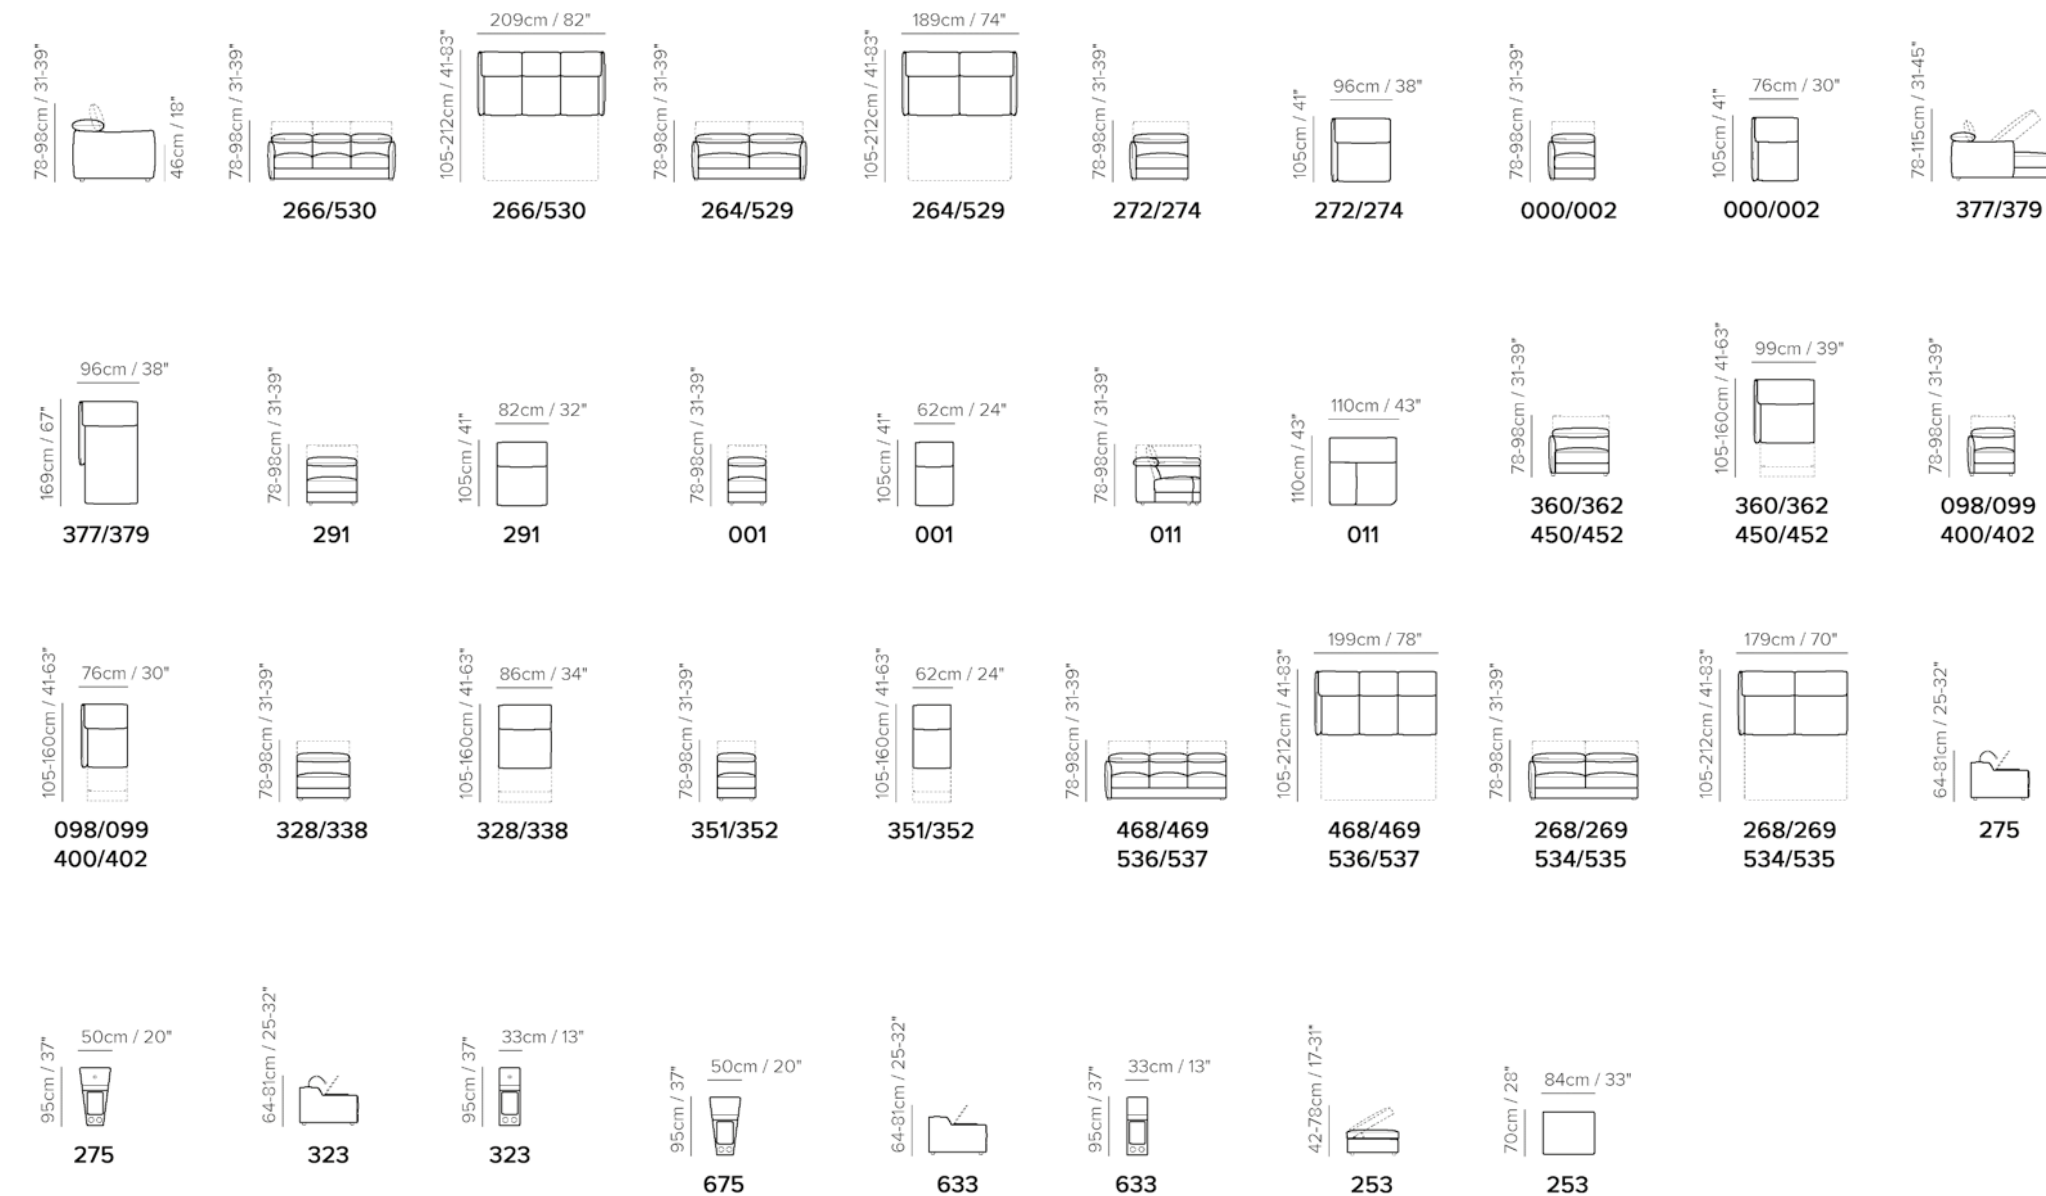 78-98cm / 31-39"
46cm / 18"
78-98cm / 31-39"
266/530
209cm / 82"
105-212cm / 41-83"
266/530
78-98cm / 31-39"
264/529
189cm / 74"
105-212cm / 41-83"
264/529
78-98cm / 31-39"
272/274
96cm / 38"
105cm / 41"
272/274
78-98cm / 31-39"
000/002
76cm / 30"
105cm / 41"
000/002
78-115cm / 31-45"
377/379
96cm / 38"
169cm / 67"
377/379
78-98cm / 31-39"
291
82cm / 32"
105cm / 41"
291
78-98cm / 31-39"
001
62cm / 24"
105cm / 41"
001
78-98cm / 31-39"
011
110cm / 43"
110cm / 43"
011
78-98cm / 31-39"
360/362
450/452
99cm / 39"
105-160cm / 41-63"
360/362
450/452
78-98cm / 31-39"
098/099
400/402
76cm / 30"
105-160cm / 41-63"
098/099
400/402
78-98cm / 31-39"
328/338
86cm / 34"
105-160cm / 41-63"
328/338
78-98cm / 31-39"
351/352
62cm / 24"
105-160cm / 41-63"
351/352
78-98cm / 31-39"
468/469
536/537
199cm / 78"
105-212cm / 41-83"
468/469
536/537
78-98cm / 31-39"
268/269
534/535
179cm / 70"
105-212cm / 41-83"
268/269
534/535
64-81cm / 25-32"
275
50cm / 20"
95cm / 37"
275
64-81cm / 25-32"
323
33cm / 13"
95cm / 37"
323
50cm / 20"
95cm / 37"
675
64-81cm / 25-32"
633
33cm / 13"
95cm / 37"
633
42-78cm / 17-31"
253
84cm / 33"
70cm / 28"
253